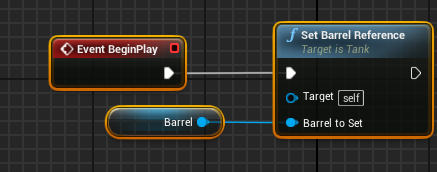 Event BeginPlay
Set Barrel Reference
Target is Tank
Target self
Barrel
Barrel to Set